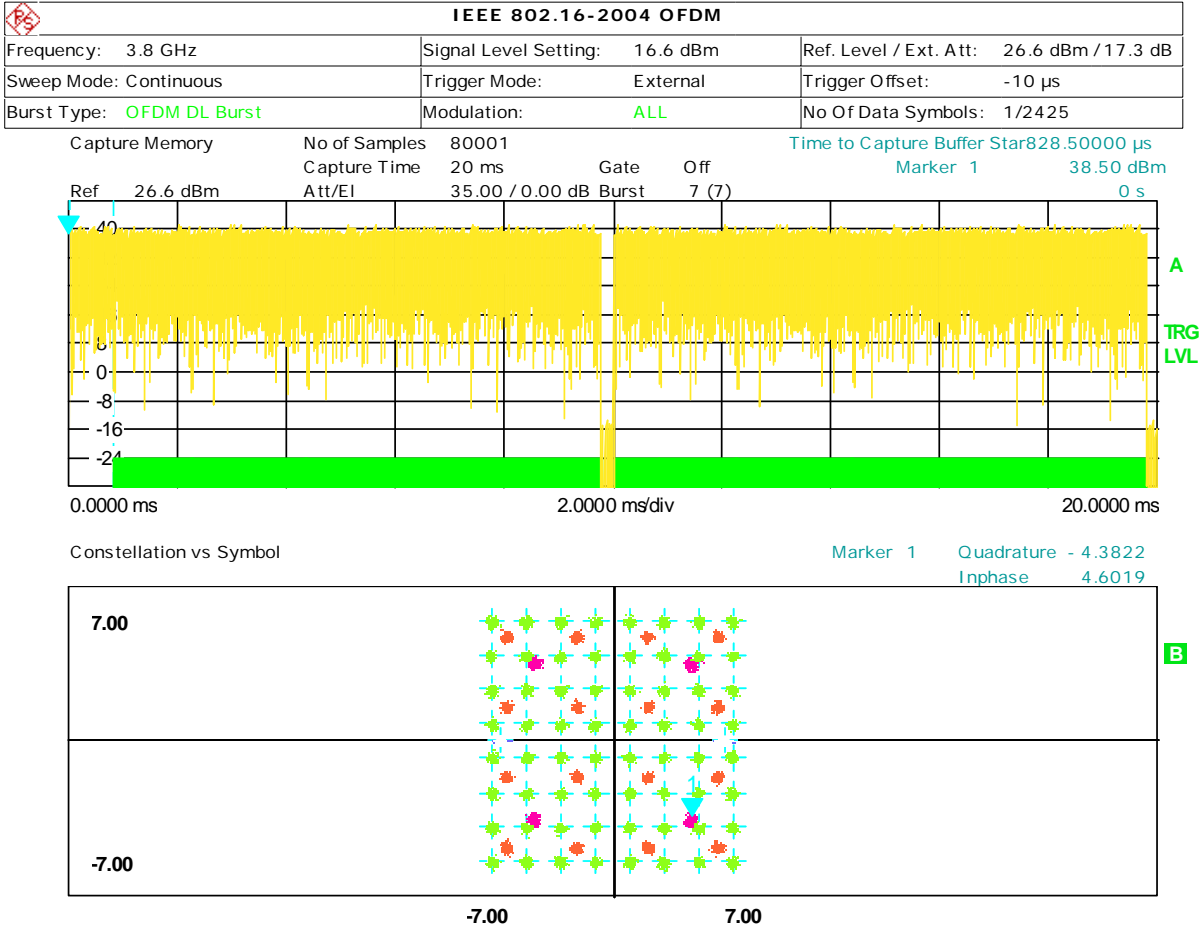 IEEE 802.16-2004 OFDM
Frequency: 3.8 GHz Signal Level Setting: 16.6 dBm Ref. Level / Ext. Att: 26.6 dBm / 17.3 dB
Sweep Mode: Continuous Trigger Mode: External Trigger Offset: -10 µs
Burst Type: OFDM DL Burst Modulation: ALL No Of Data Symbols: 1/2425
Capture Memory No of Samples 80001 Time to Capture Buffer Star828.50000 µs
Capture Time 20 ms Gate Off Marker 1 38.50 dBm
Ref 26.6 dBm Att/El 35.00 / 0.00 dB Burst 7 (7) 0 s
40
A
TRG
8
LVL
0
-8
-16
-24
0.0000 ms 2.0000 ms/div 20.0000 ms
Constellation vs Symbol Marker 1 Quadrature - 4.3822
Inphase 4.6019
7.00
B
1
-7.00
-7.00 7.00